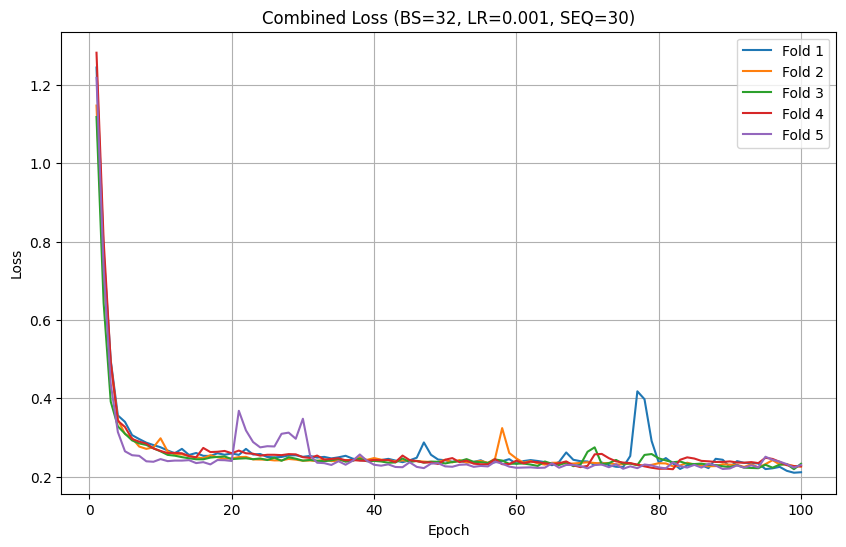 Combined Loss (BS=32, LR=0.001, SEQ=30)
Fold 1
Fold 2
Fold 3
Fold 4
Fold 5
Loss
1.2
1.0
0.8
0.6
0.4
0.2
0 20 40 60 80 100
Epoch